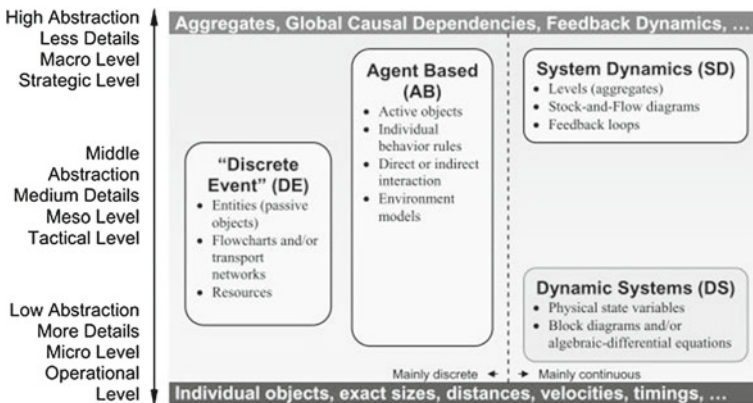 High Abstraction
Less Details
Macro Level
Strategic Level
Middle
Abstraction
Medium Details
Meso Level
Tactical Level
Low Abstraction
More Details
Micro Level
Operational
Level
Aggregates, Global Causal Dependencies, Feedback Dynamics, ...
“Discrete
Event” (DE)
• Entities (passive
objects)
• Flowcharts and/or
transport
networks
• Resources
Agent Based
(AB)
• Active objects
• Individual
behavior rules
• Direct or indirect
interaction
• Environment
models
System Dynamics (SD)
• Levels (aggregates)
• Stock-and-Flow diagrams
• Feedback loops
Dynamic Systems (DS)
• Physical state variables
• Block diagrams and/or
algebraic-differential equations
Mainly discrete
Mainly continuous
Individual objects, exact sizes, distances, velocities, timings, ...